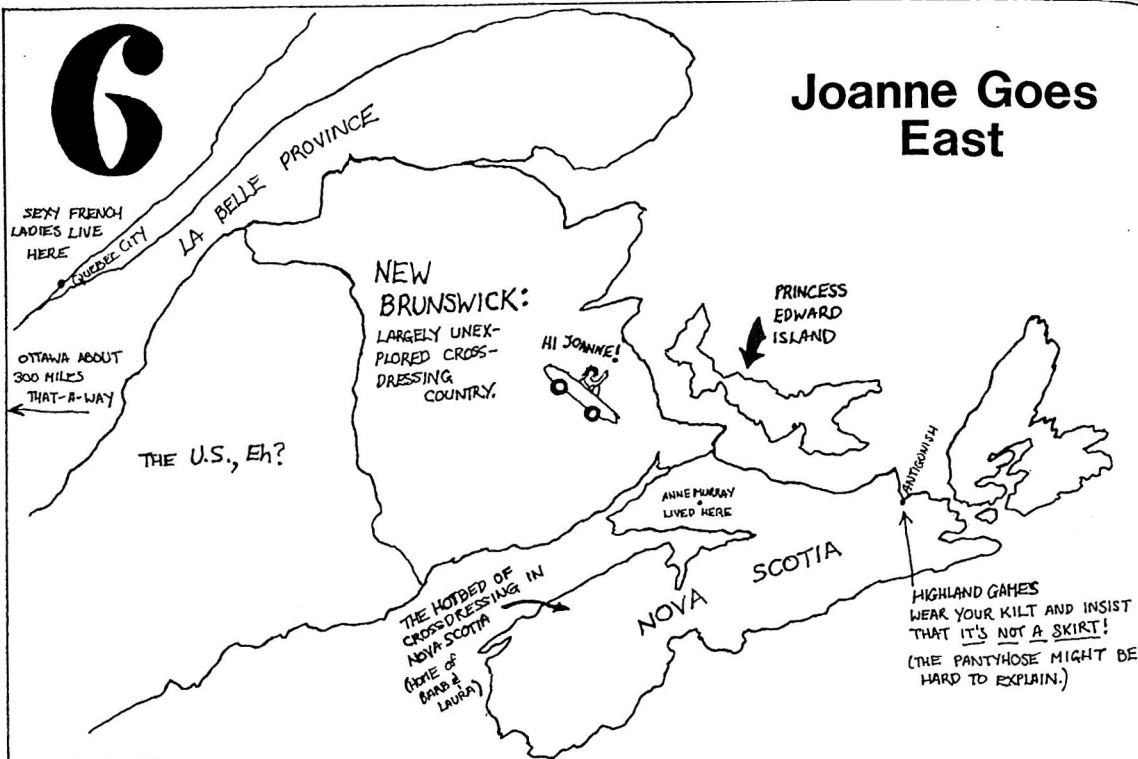 6
Joanne Goes
East
SEXY FRENCH
LADIES LIVE
HERE
QUEBEC CITY
LA BELLE PROVINCE
OTTAWA ABOUT
300 MILES
THAT-A-WAY
THE U.S., Eh?
NEW
BRUNSWICK:
LARGELY UNEX-
PLORED CROSS-
DRESSING
COUNTRY.
HI JOANNE!
PRINCESS
EDWARD
ISLAND
ANNE MURRAY
LIVED HERE
ANTIGONISH
NOVA SCOTIA
THE HOTBED OF
CROSSDRESSING IN
NOVA SCOTIA
(HOME of
BARB &
LAURA)
HIGHLAND GAMES
WEAR YOUR KILT AND INSIST
THAT IT'S NOT A SKIRT!
(THE PANTYHOSE MIGHT BE
HARD TO EXPLAIN.)